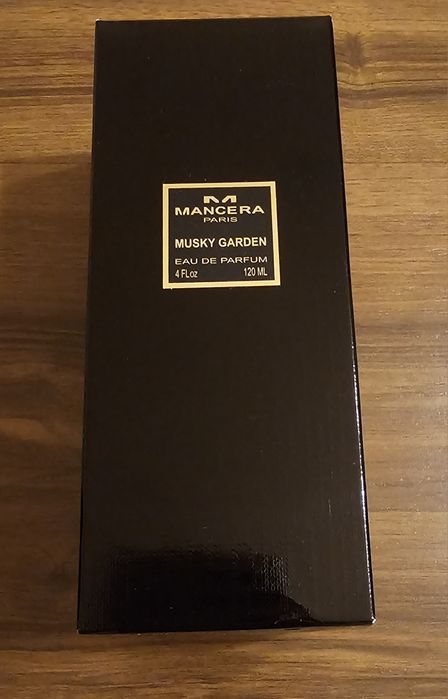 MANCERA
PARIS
MUSKY GARDEN
EAU DE PARFUM
4 FLoz 120 ML